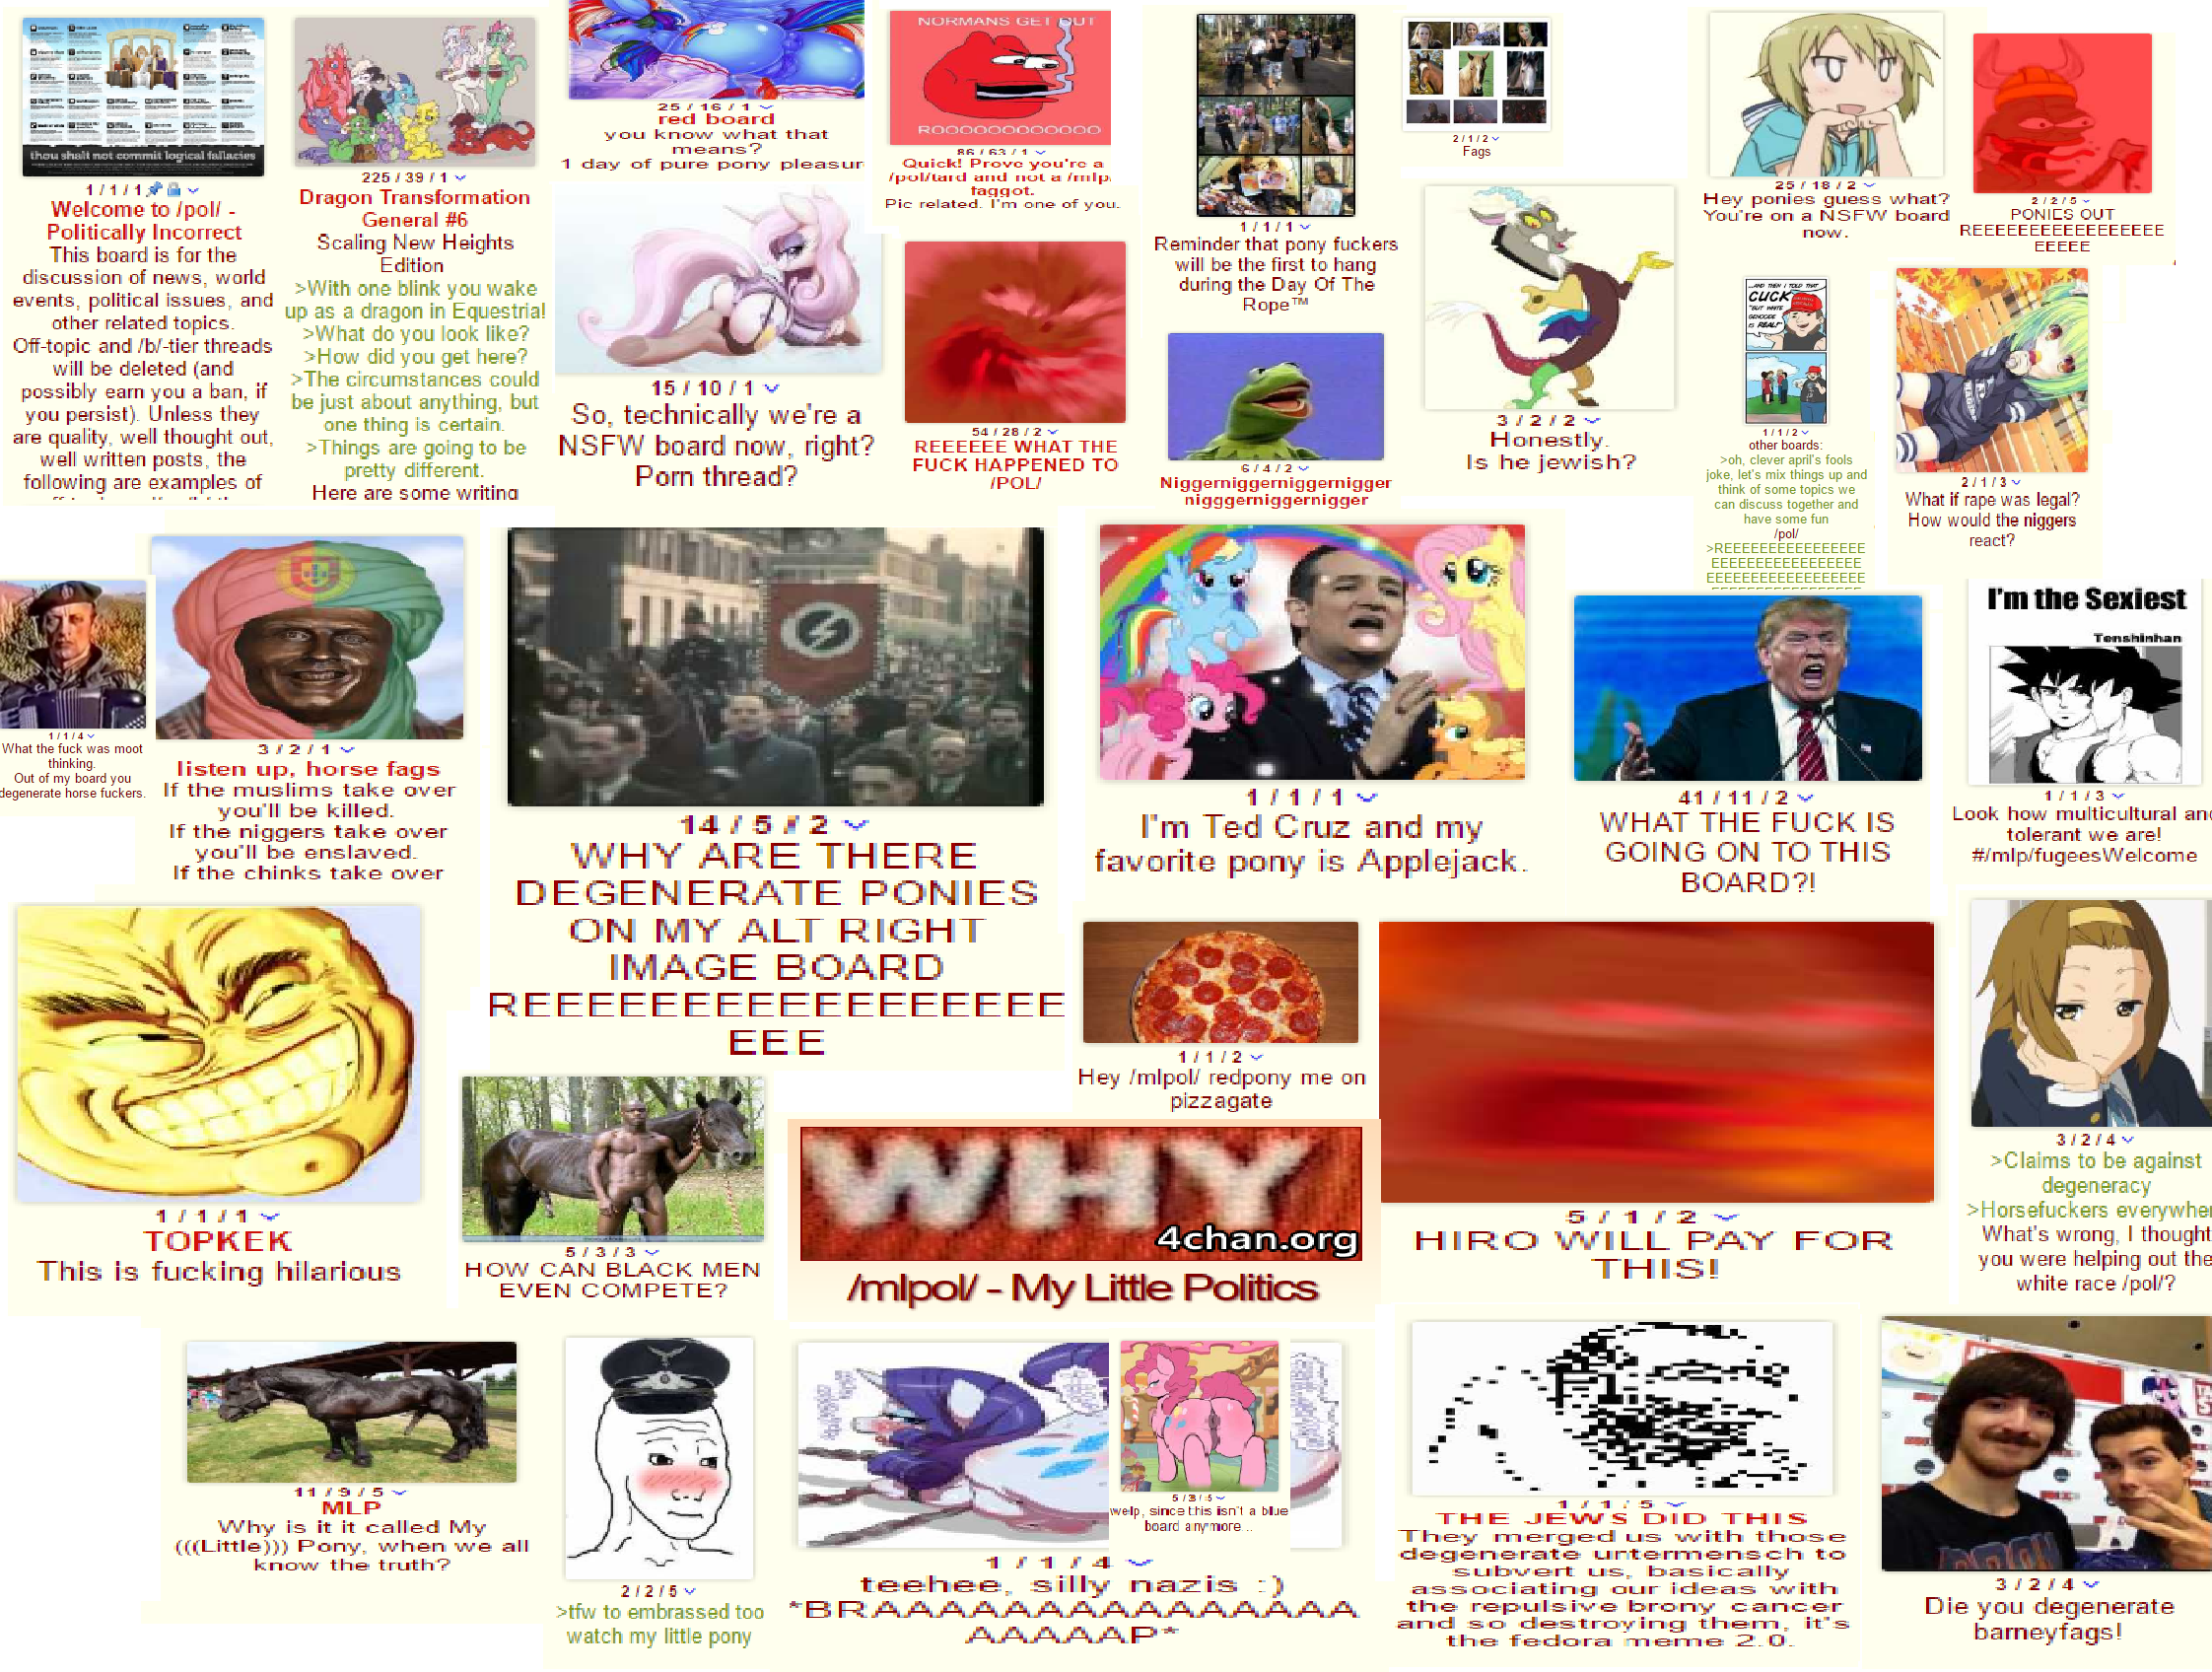 thou shalt not commit logical fallacies
1 / 1 / 1
Welcome to /pol/ -
Politically Incorrect
This board is for the
discussion of news, world
events, political issues, and
other related topics.
Off-topic and /b/-tier threads
will be deleted (and
possibly earn you a ban, if
you persist). Unless they
are quality, well thought out,
well written posts, the
following are examples of
225 / 39 / 1
Dragon Transformation
General #6
Scaling New Heights
Edition
>With one blink you wake
up as a dragon in Equestria!
>What do you look like?
>How did you get here?
>The circumstances could
be just about anything, but
one thing is certain.
>Things are going to be
pretty different.
Here are some writing
25 / 16 / 1
red board
you know what that
means?
1 day of pure pony pleasur
15 / 10 / 1
So, technically we're a
NSFW board now, right?
Porn thread?
NORMANS GET OUT
ROOOOOOOOOOOOO
86 / 63 / 1
Quick! Prove you're a
/pol/tard and not a /mlp/
faggot.
Pic related. I'm one of you.
54 / 28 / 2
REEEEEE WHAT THE
FUCK HAPPENED TO
/POL/
1 / 1 / 1
Reminder that pony fuckers
will be the first to hang
during the Day Of The
Rope™
6 / 4 / 2
Niggerniggerniggernigger
nigggerniggernigger
2 / 1 / 2
Fags
3 / 2 / 2
Honestly.
Is he jewish?
25 / 18 / 2
Hey ponies guess what?
You're on a NSFW board
now.
2 / 2 / 5
PONIES OUT
REEEEEEEEEEEEEEEEEE
EEEEE
...AND THEN I TOLD THAT
CUCK
"BUT WHITE
GENOCIDE
IS REAL!"
1 / 1 / 2
other boards:
>oh, clever april's fools
joke, let's mix things up and
think of some topics we
can discuss together and
have some fun
/pol/
>REEEEEEEEEEEEEEEEE
EEEEEEEEEEEEEEEEEE
EEEEEEEEEEEEEEEEEEE
2 / 1 / 3
What if rape was legal?
How would the niggers
react?
1 / 1 / 4
What the fuck was moot
thinking.
Out of my board you
degenerate horse fuckers.
3 / 2 / 1
listen up, horse fags
If the muslims take over
you'll be killed.
If the niggers take over
you'll be enslaved.
If the chinks take over
14 / 5 / 2
WHY ARE THERE
DEGENERATE PONIES
ON MY ALT RIGHT
IMAGE BOARD
REEEEEEEEEEEEEEEEEE
EEE
1 / 1 / 1
I'm Ted Cruz and my
favorite pony is Applejack.
41 / 11 / 2
WHAT THE FUCK IS
GOING ON TO THIS
BOARD?!
I'm the Sexiest
Tenshinhan
1 / 1 / 3
Look how multicultural and
tolerant we are!
#/mlp/fugeesWelcome
1 / 1 / 1
TOPKEK
This is fucking hilarious
5 / 3 / 3
HOW CAN BLACK MEN
EVEN COMPETE?
1 / 1 / 2
Hey /mlpol/ redpony me on
pizzagate
WHY
4chan.org
/mlpol/ - My Little Politics
5 / 1 / 2
HIRO WILL PAY FOR
THIS!
3 / 2 / 4
>Claims to be against
degeneracy
>Horsefuckers everywher
What's wrong, I thought
you were helping out the
white race /pol/?
11 / 9 / 5
MLP
Why is it it called My
(((Little))) Pony, when we all
know the truth?
2 / 2 / 5
>tfw to embrassed too
watch my little pony
5 / 3 / 5
welp, since this isn't a blue
board anymore...
1 / 1 / 4
teehee, silly nazis :)
*BRAAAAAAAAAAAAAAAA
AAAAAP*
1 / 1 / 5
THE JEWS DID THIS
They merged us with those
degenerate untermensch to
subvert us, basically
associating our ideas with
the repulsive brony cancer
and so destroying them, it's
the fedora meme 2.0.
3 / 2 / 4
Die you degenerate
barneyfags!